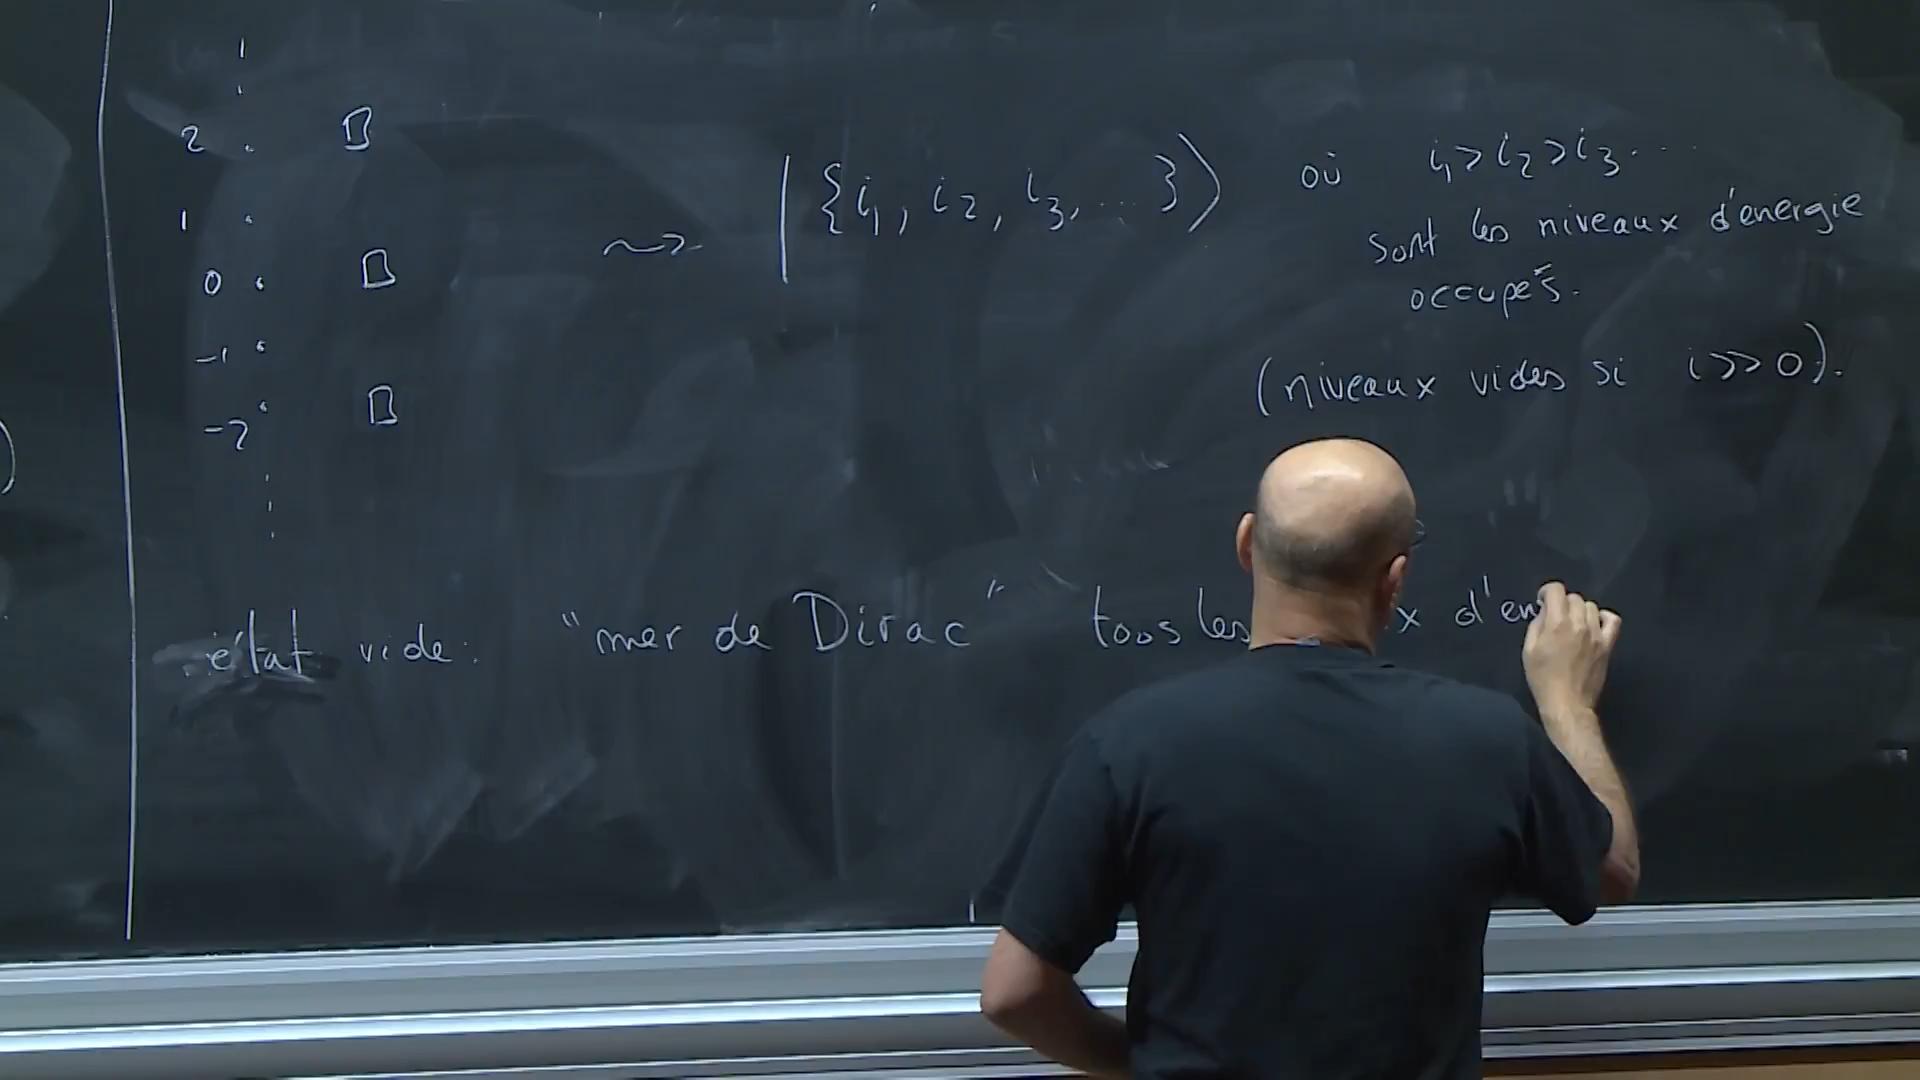 2 .
1 .
0 .
-1 .
-2 .
⇝ | {i₁, i₂, i₃, ... } ⟩ où i₁ > i₂ > i₃ ...
sont les niveaux d'energie
occupés.
(niveaux vides si i >> 0).
état vide: "mer de Dirac" tous les x d'en